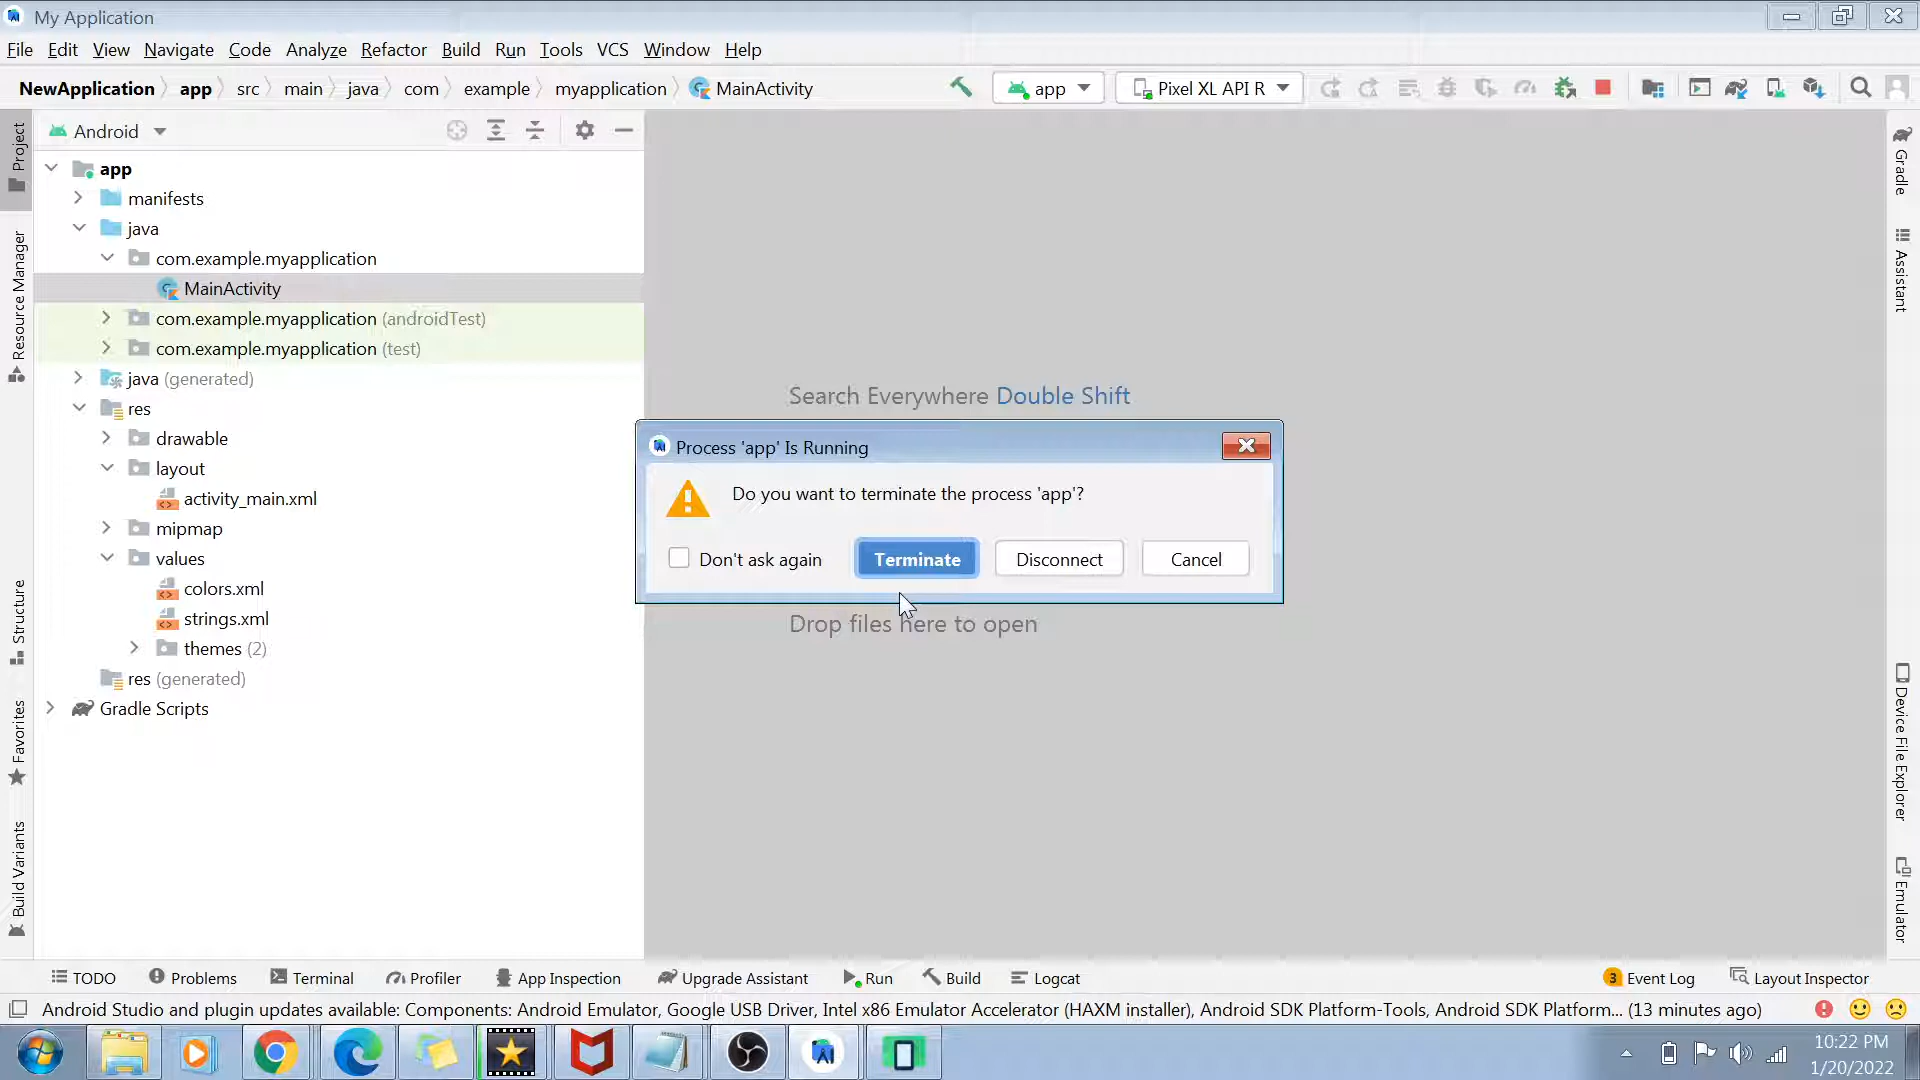 My Application
File Edit View Navigate Code Analyze Refactor Build Run Tools VCS Window Help
NewApplication app src main java com example myapplication MainActivity app Pixel XL API R
Android
app
manifests
java
com.example.myapplication
MainActivity
com.example.myapplication (androidTest)
com.example.myapplication (test)
java (generated)
res
drawable
layout
activity_main.xml
mipmap
values
colors.xml
strings.xml
themes (2)
res (generated)
Gradle Scripts
Project
Resource Manager
Structure
Favorites
Build Variants
Search Everywhere Double Shift
Process 'app' Is Running
Do you want to terminate the process 'app'?
Don't ask again Terminate Disconnect Cancel
Drop files here to open
Gradle
Assistant
Device File Explorer
Emulator
TODO Problems Terminal Profiler App Inspection Upgrade Assistant Run Build Logcat 3 Event Log Layout Inspector
Android Studio and plugin updates available: Components: Android Emulator, Google USB Driver, Intel x86 Emulator Accelerator (HAXM installer), Android SDK Platform-Tools, Android SDK Platform... (13 minutes ago)
10:22 PM
1/20/2022